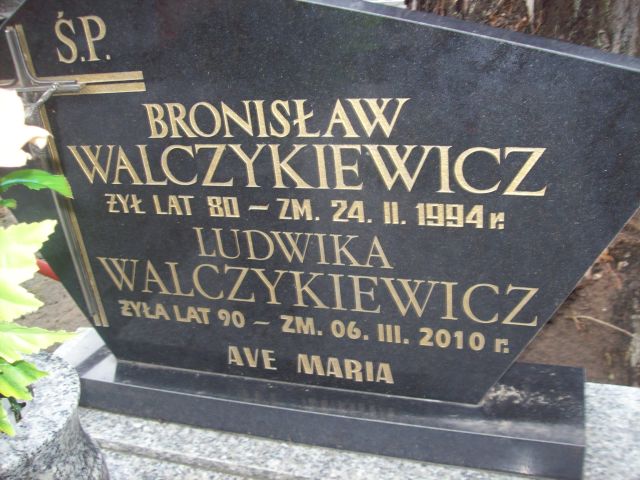 Ś.P.
BRONISŁAW
WALCZYKIEWICZ
ŻYŁ LAT 80 – ZM. 24. II. 1994 r.
LUDWIKA
WALCZYKIEWICZ
ŻYŁA LAT 90 – ZM. 06. III. 2010 r.
AVE MARIA